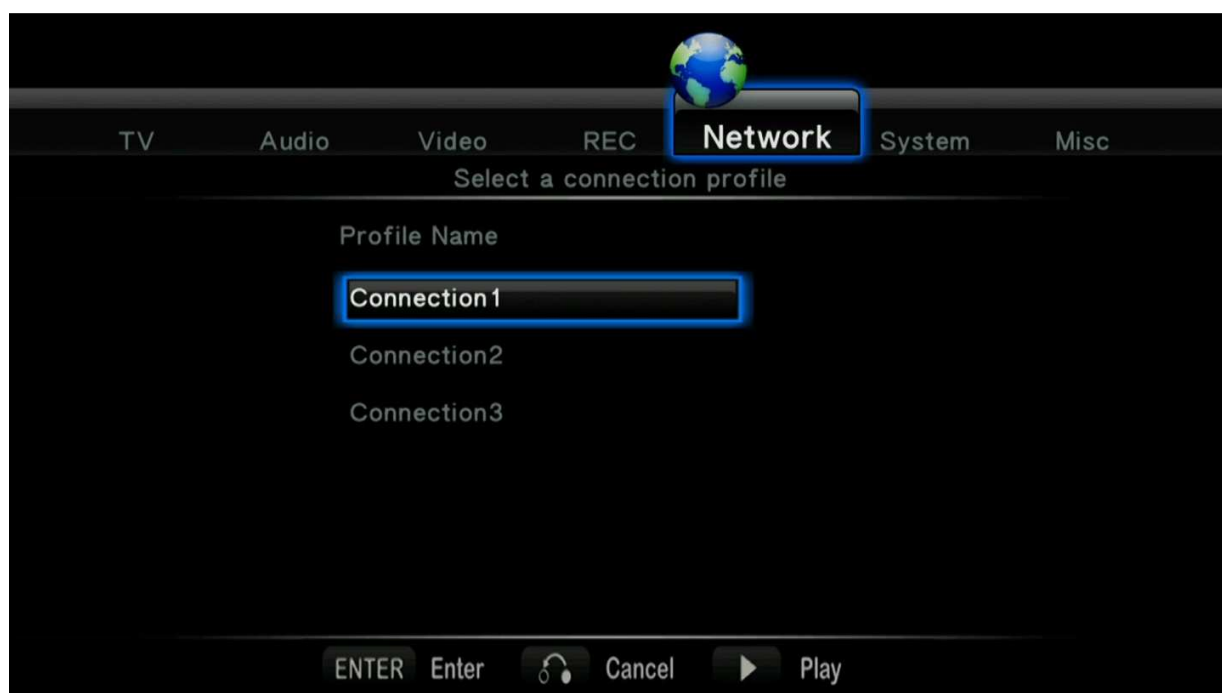 TV Audio Video REC Network System Misc
Select a connection profile
Profile Name
Connection1
Connection2
Connection3
ENTER Enter Cancel Play